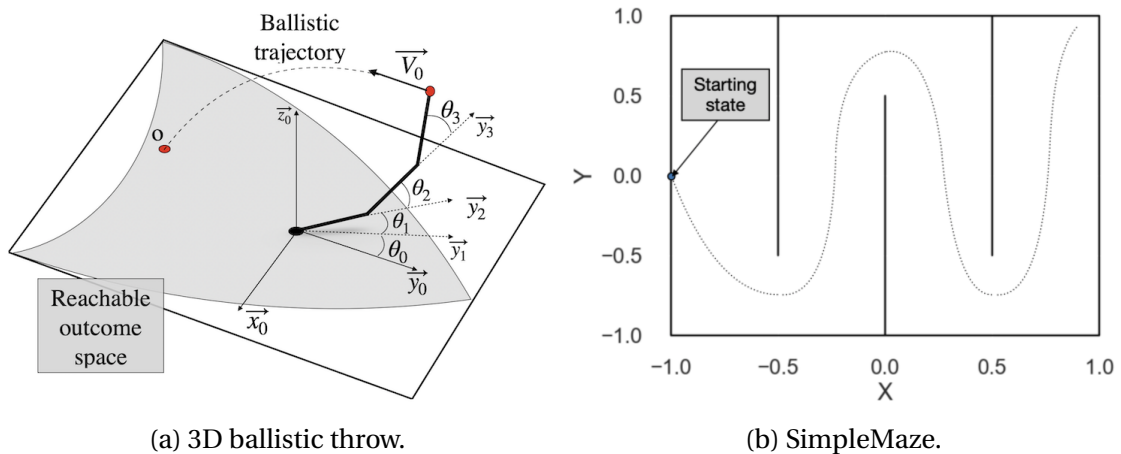 Ballistic
trajectory
V₀
θ₃
z₀
y₃
o
θ₂
y₂
θ₁
y₁
θ₀
y₀
x₀
Reachable
outcome
space
(a) 3D ballistic throw.
1.0
0.5
0.0
−0.5
−1.0
Y
Starting
state
−1.0 −0.5 0.0 0.5 1.0
X
(b) SimpleMaze.